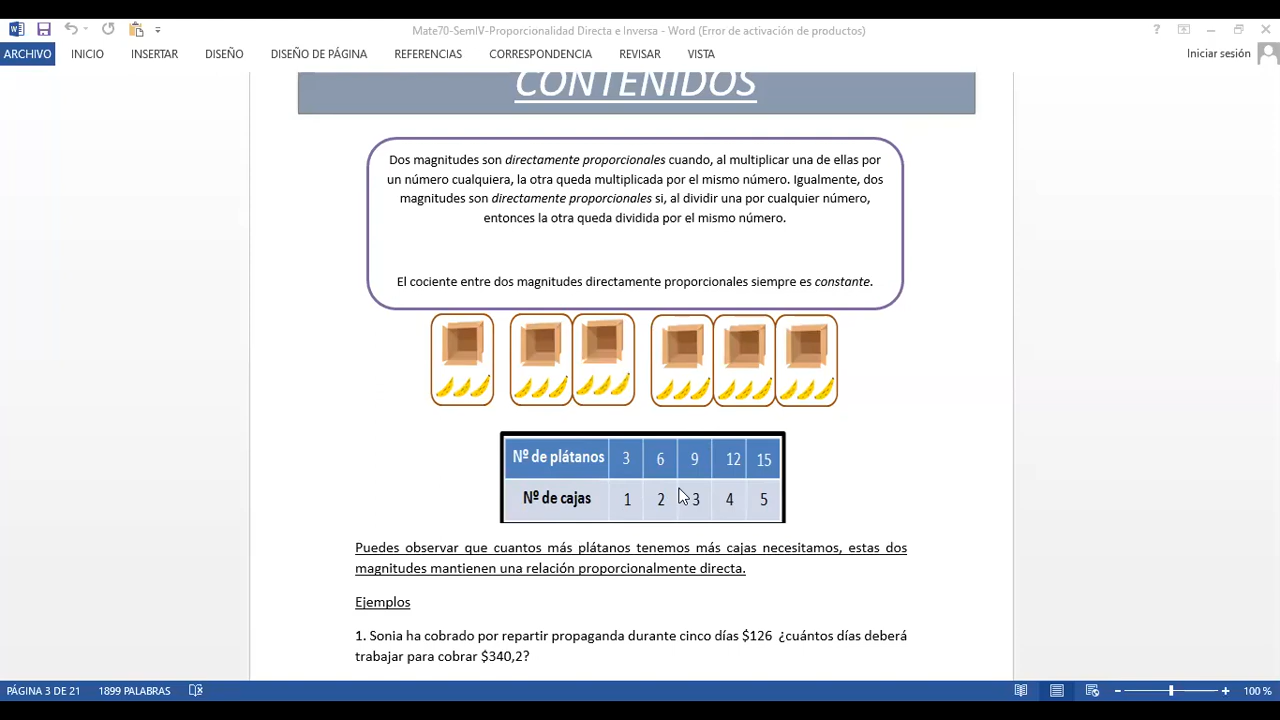 Mate70-SemIV-Proporcionalidad Directa e Inversa - Word (Error de activación de productos)
ARCHIVO INICIO INSERTAR DISEÑO DISEÑO DE PÁGINA REFERENCIAS CORRESPONDENCIA REVISAR VISTA Iniciar sesión
CONTENIDOS
Dos magnitudes son directamente proporcionales cuando, al multiplicar una de ellas por
un número cualquiera, la otra queda multiplicada por el mismo número. Igualmente, dos
magnitudes son directamente proporcionales si, al dividir una por cualquier número,
entonces la otra queda dividida por el mismo número.
El cociente entre dos magnitudes directamente proporcionales siempre es constante.
Nº de plátanos 3 6 9 12 15
Nº de cajas 1 2 3 4 5
Puedes observar que cuantos más plátanos tenemos más cajas necesitamos, estas dos
magnitudes mantienen una relación proporcionalmente directa.
Ejemplos
1. Sonia ha cobrado por repartir propaganda durante cinco días $126 ¿cuántos días deberá
trabajar para cobrar $340,2?
PÁGINA 3 DE 21 1899 PALABRAS 100 %